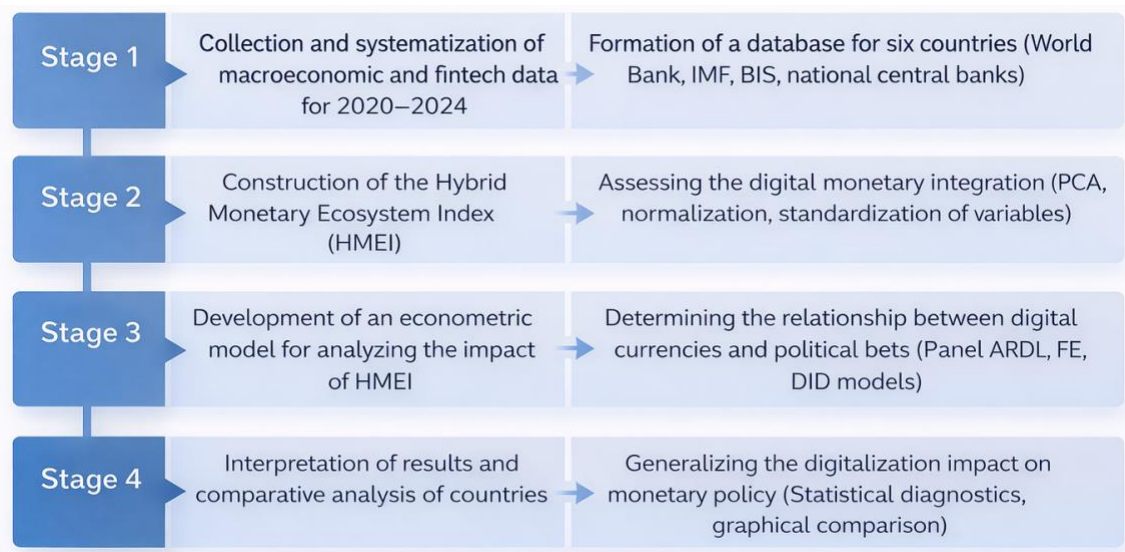 Stage 1
Collection and systematization of
macroeconomic and fintech data
for 2020–2024
Formation of a database for six countries (World
Bank, IMF, BIS, national central banks)
Stage 2
Construction of the Hybrid
Monetary Ecosystem Index
(HMEI)
Assessing the digital monetary integration (PCA,
normalization, standardization of variables)
Stage 3
Development of an econometric
model for analyzing the impact
of HMEI
Determining the relationship between digital
currencies and political bets (Panel ARDL, FE,
DID models)
Stage 4
Interpretation of results and
comparative analysis of countries
Generalizing the digitalization impact on
monetary policy (Statistical diagnostics,
graphical comparison)